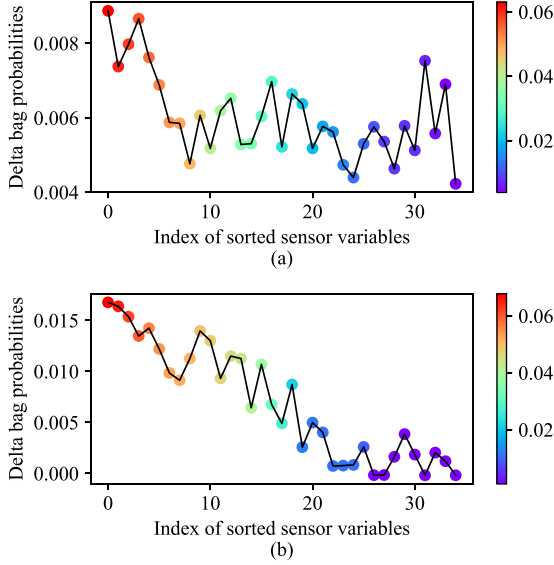 Delta bag probabilities
0.008
0.006
0.004
0 10 20 30
Index of sorted sensor variables
(a)
0.06
0.04
0.02
Delta bag probabilities
0.015
0.010
0.005
0.000
0 10 20 30
Index of sorted sensor variables
(b)
0.06
0.04
0.02